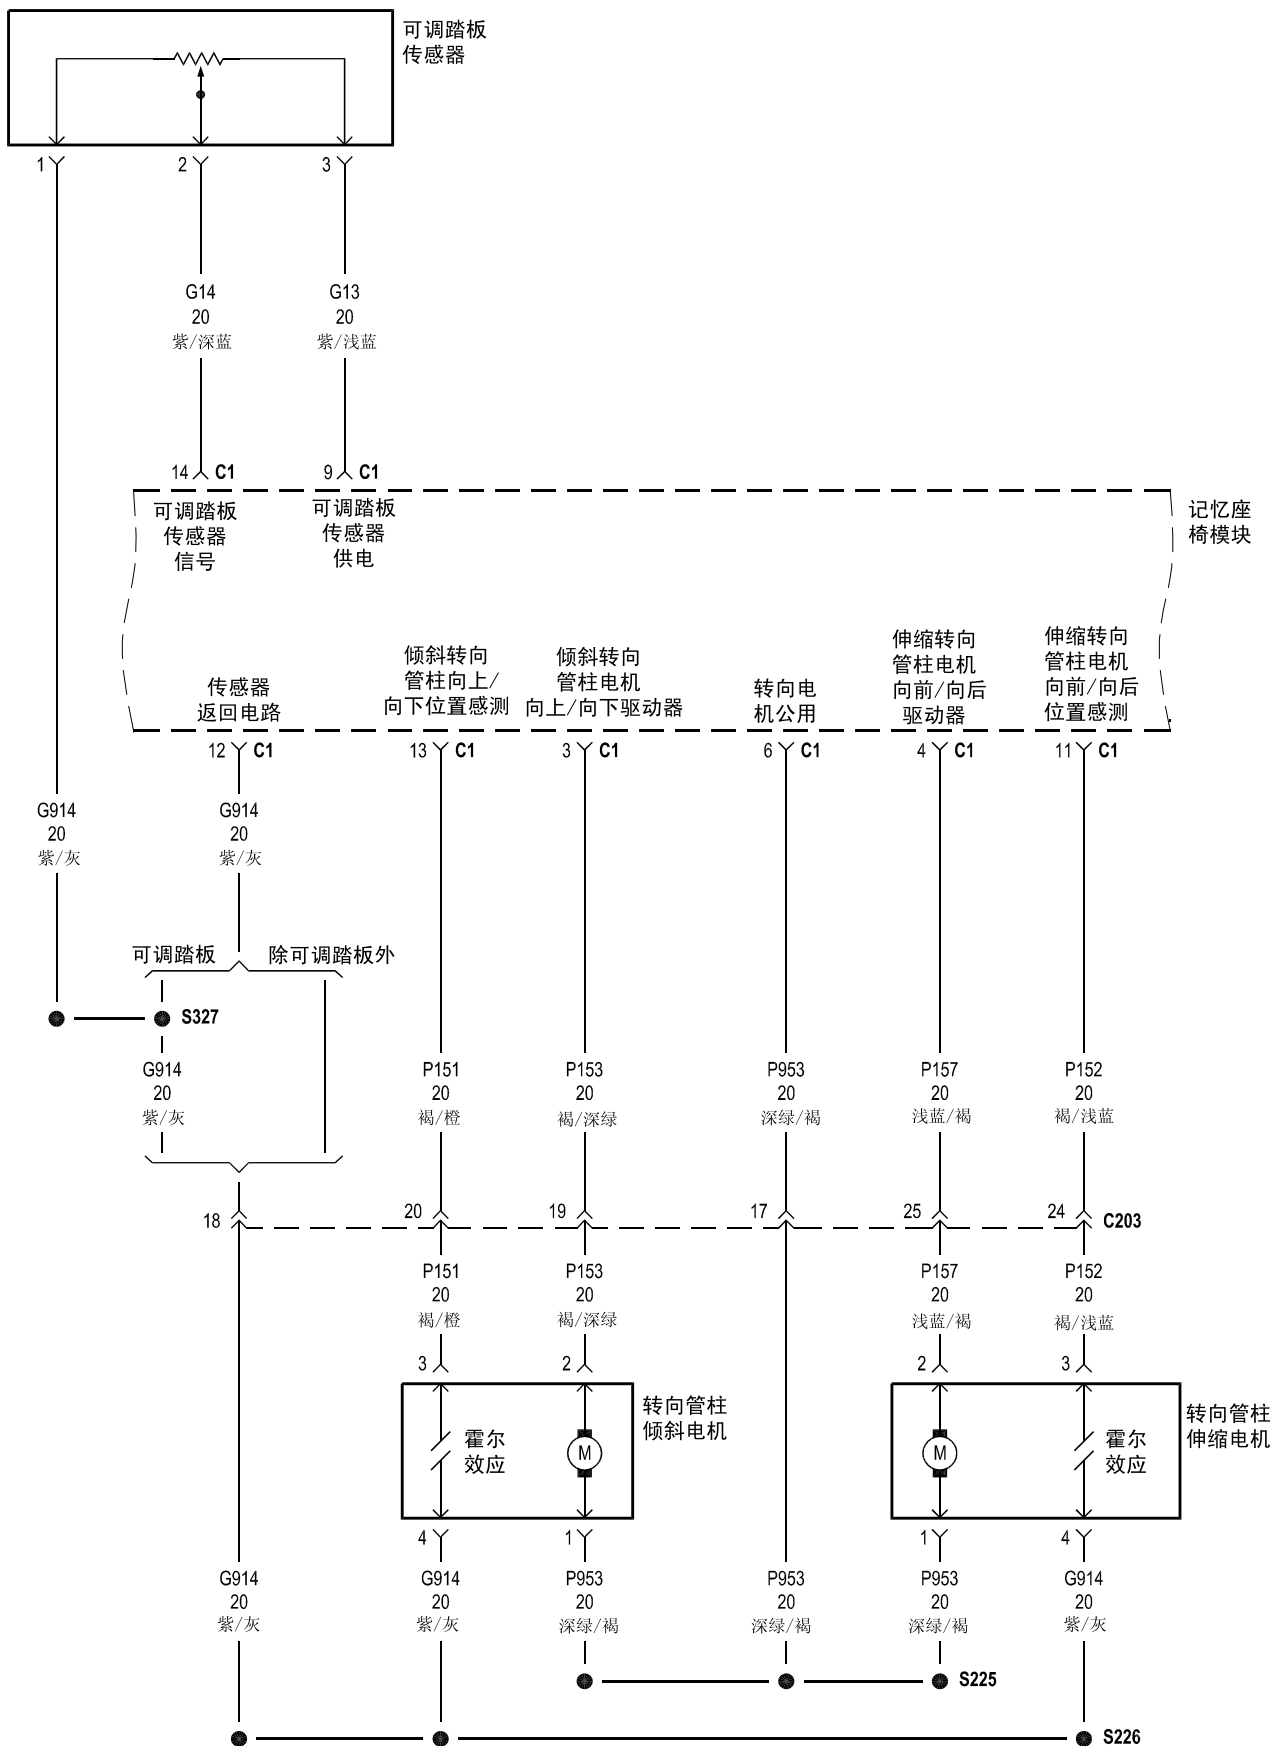 可调踏板
传感器
1
2
3
G14
20
紫/深蓝
G13
20
紫/浅蓝
14 C1
9 C1
可调踏板
传感器
信号
可调踏板
传感器
供电
记忆座
椅模块
传感器
返回电路
倾斜转向
管柱向上/
向下位置感测
倾斜转向
管柱电机
向上/向下驱动器
转向电
机公用
伸缩转向
管柱电机
向前/向后
驱动器
伸缩转向
管柱电机
向前/向后
位置感测
12 C1
13 C1
3 C1
6 C1
4 C1
11 C1
G914
20
紫/灰
G914
20
紫/灰
可调踏板
除可调踏板外
S327
G914
20
紫/灰
P151
20
褐/橙
P153
20
褐/深绿
P953
20
深绿/褐
P157
20
浅蓝/褐
P152
20
褐/浅蓝
18
20
19
17
25
24
C203
P151
20
褐/橙
P153
20
褐/深绿
P157
20
浅蓝/褐
P152
20
褐/浅蓝
3
2
2
3
霍尔
效应
M
转向管柱
倾斜电机
M
霍尔
效应
转向管柱
伸缩电机
4
1
1
4
G914
20
紫/灰
G914
20
紫/灰
P953
20
深绿/褐
P953
20
深绿/褐
P953
20
深绿/褐
G914
20
紫/灰
S225
S226